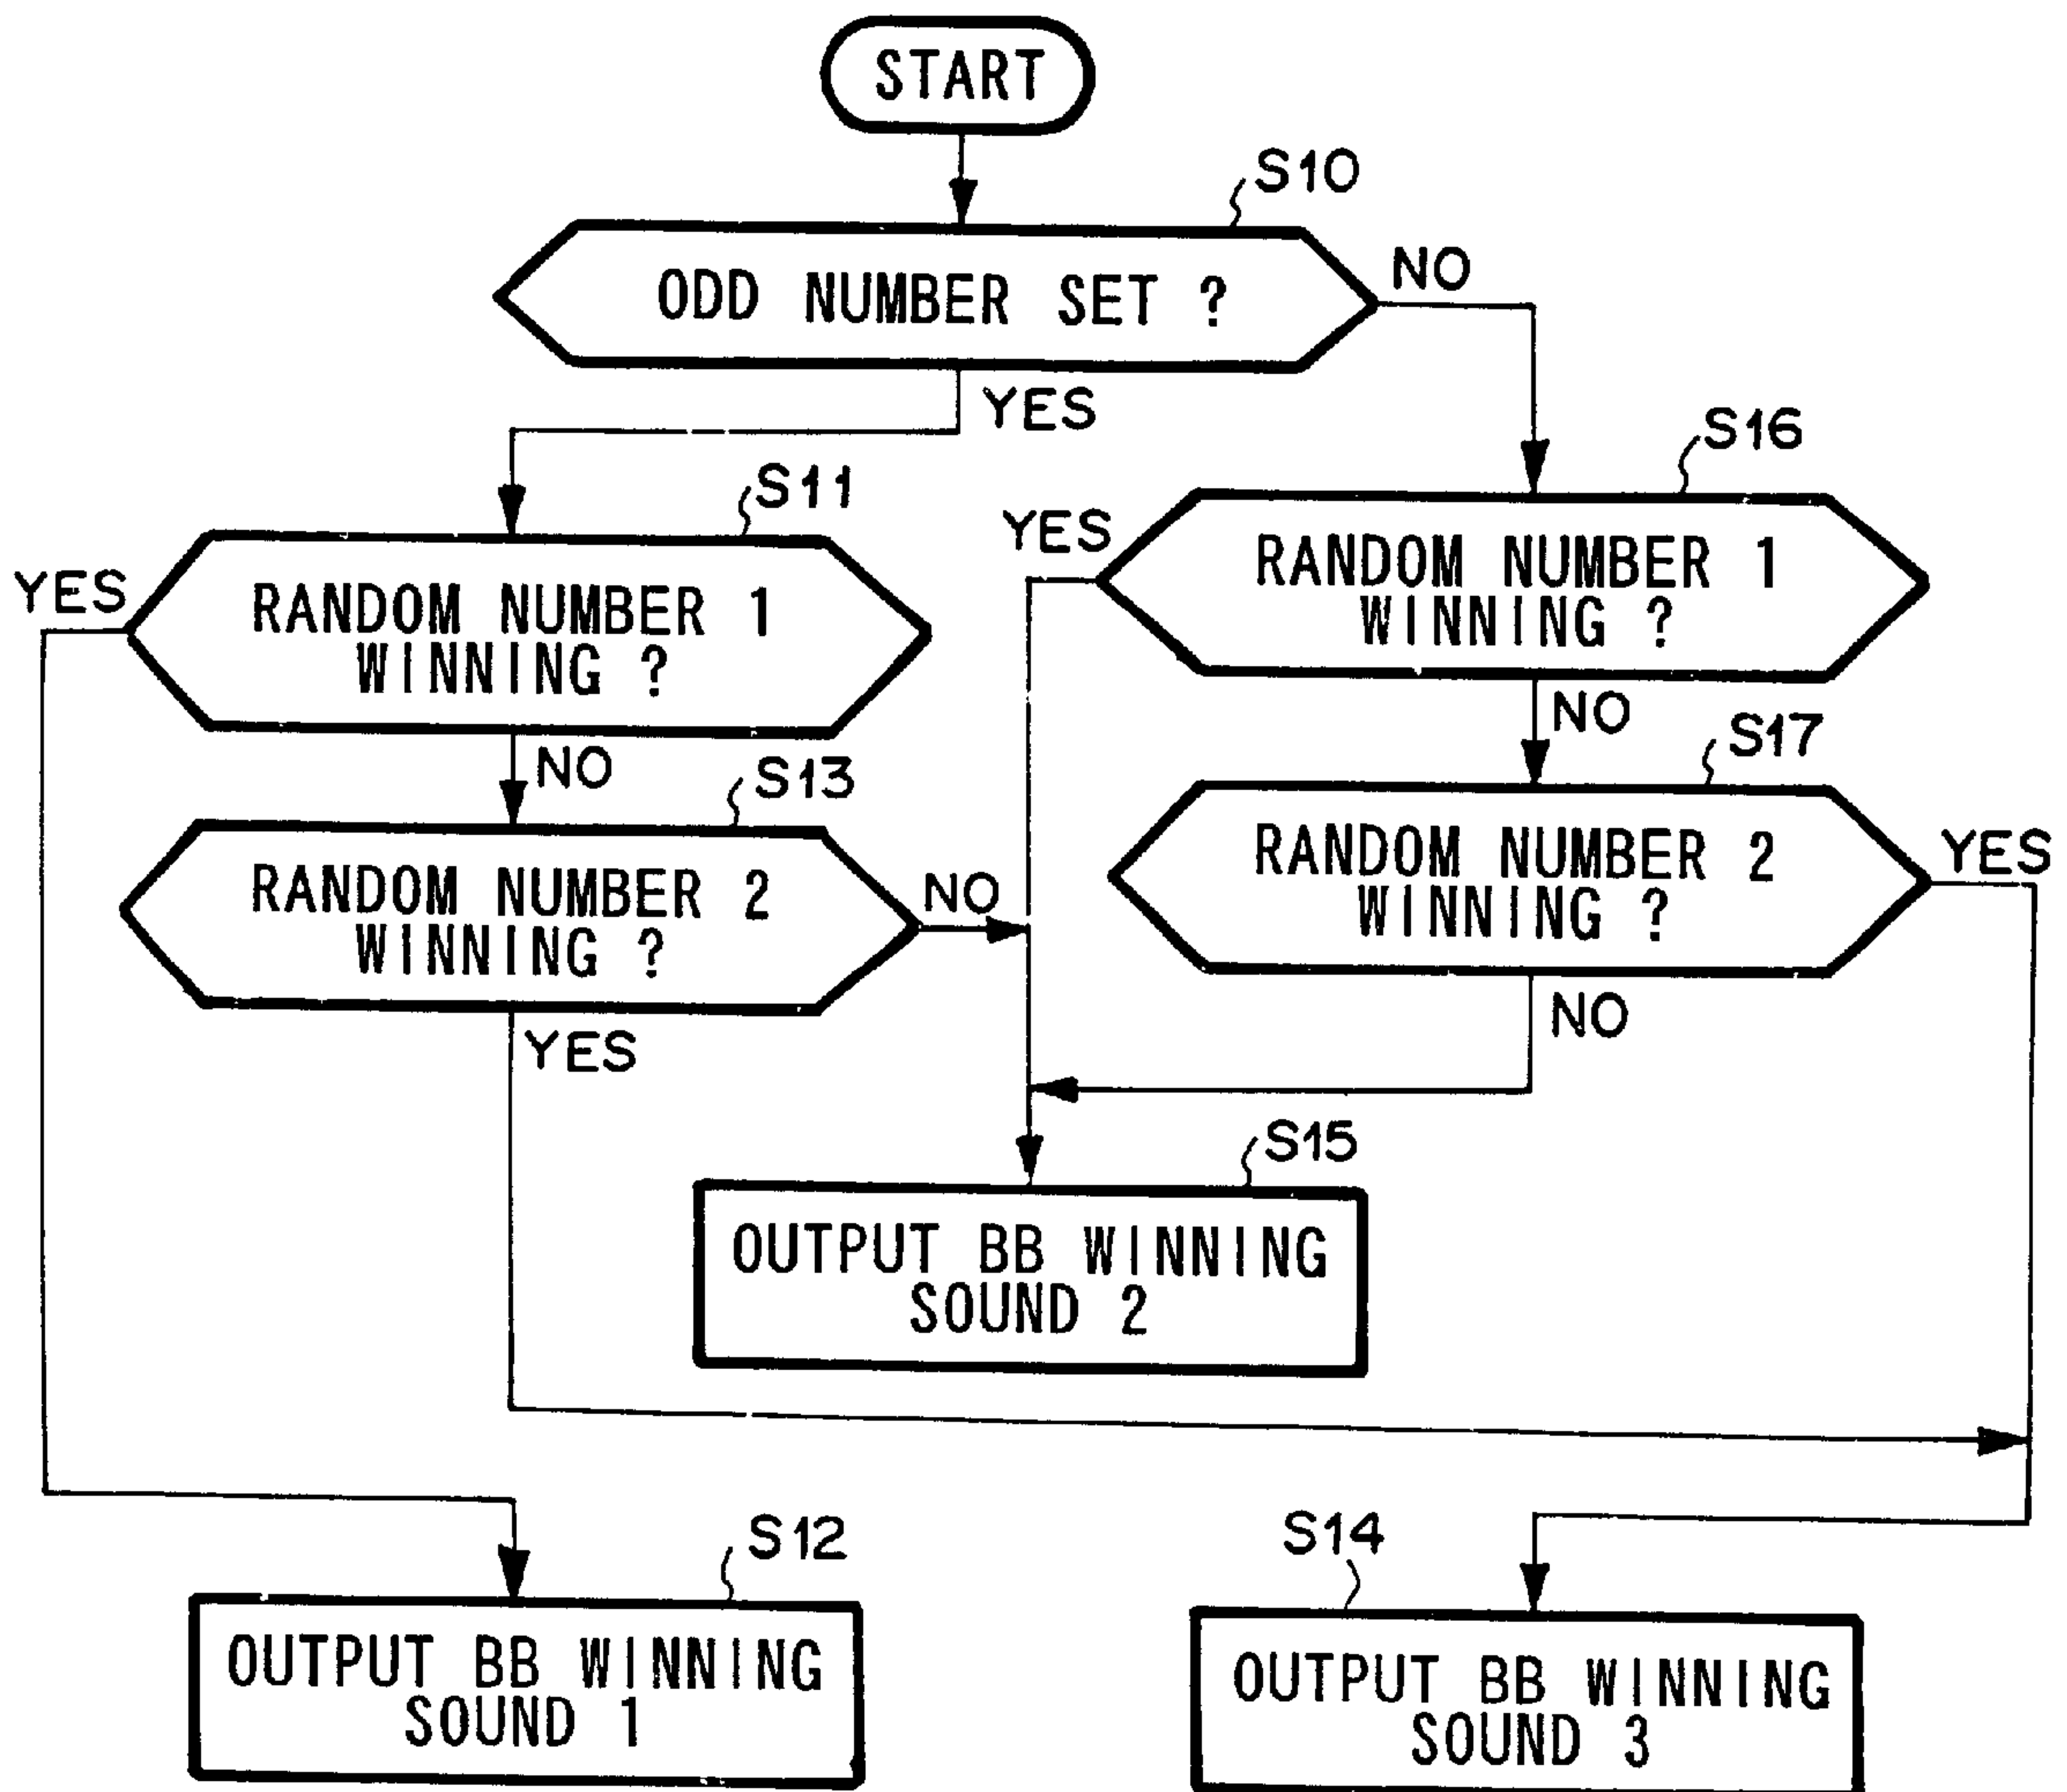 START
S10
ODD NUMBER SET ?
NO
YES
S16
S11
YES
RANDOM NUMBER 1
WINNING ?
YES
RANDOM NUMBER 1
WINNING ?
NO
S17
NO
S13
RANDOM NUMBER 2
WINNING ?
YES
RANDOM NUMBER 2
WINNING ?
NO
NO
YES
S15
OUTPUT BB WINNING
SOUND 2
S12
S14
OUTPUT BB WINNING
SOUND 1
OUTPUT BB WINNING
SOUND 3